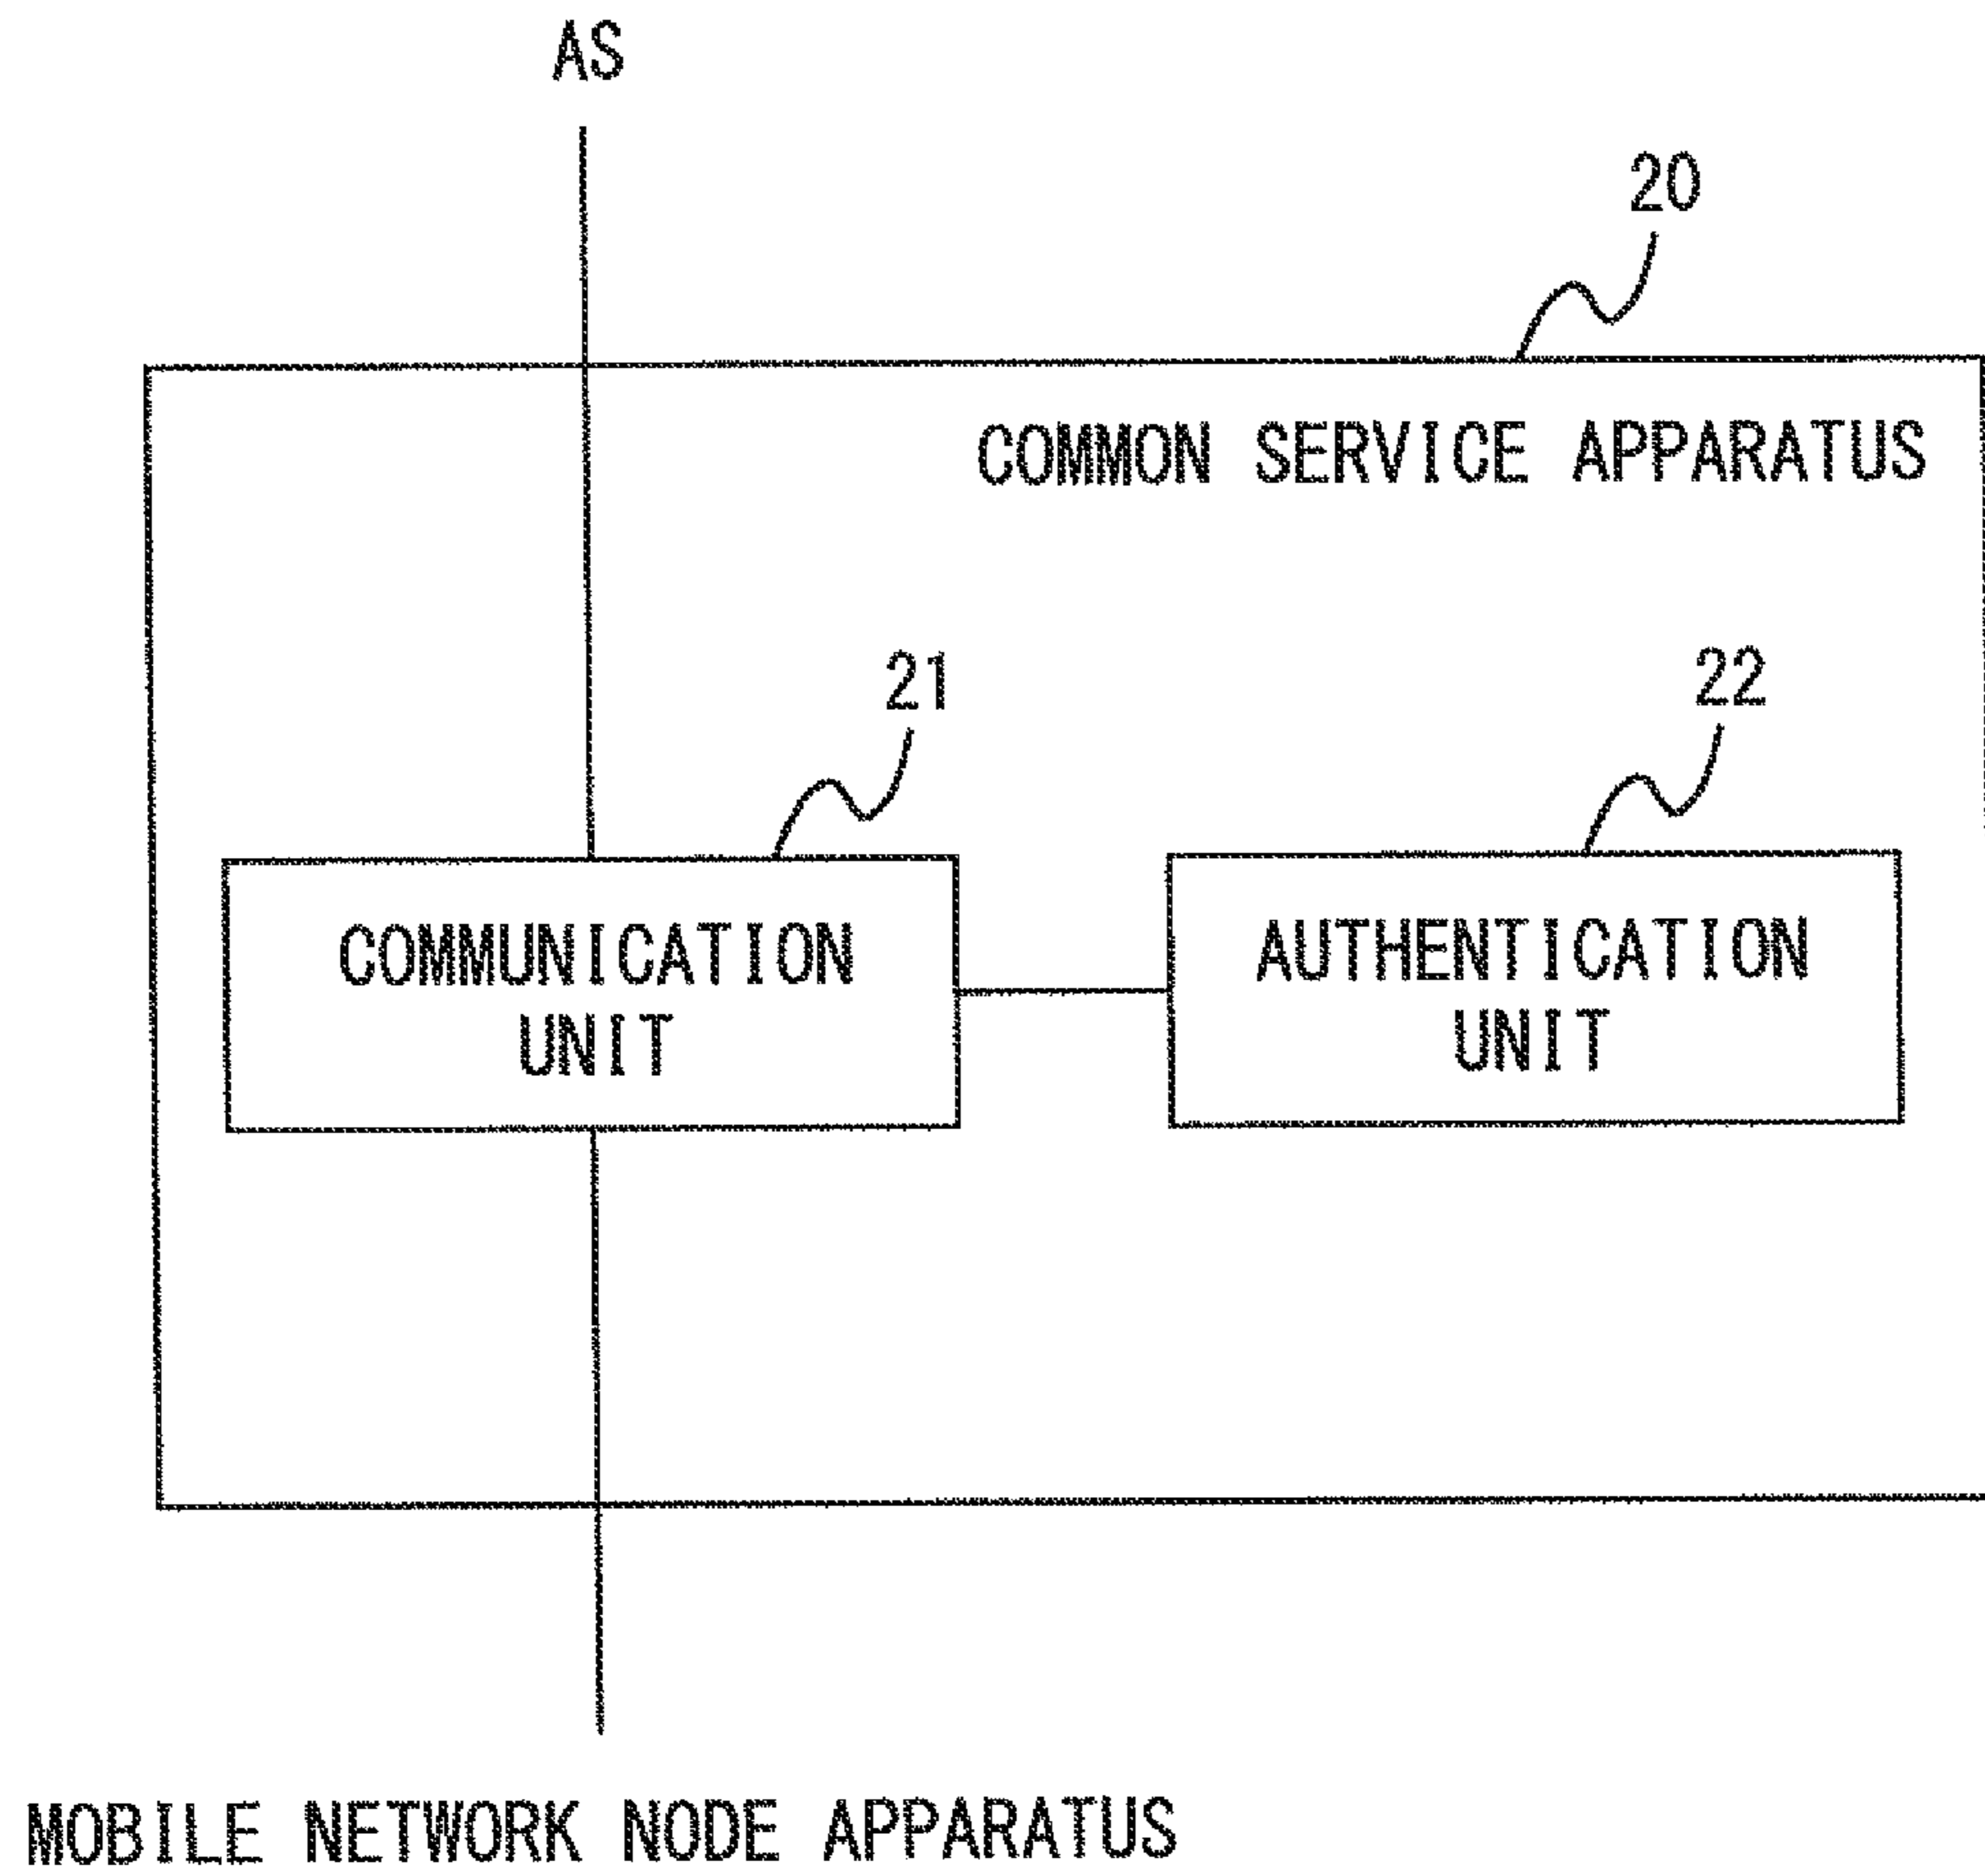 AS
20
COMMON SERVICE APPARATUS
21
22
COMMUNICATION
UNIT
AUTHENTICATION
UNIT
MOBILE NETWORK NODE APPARATUS